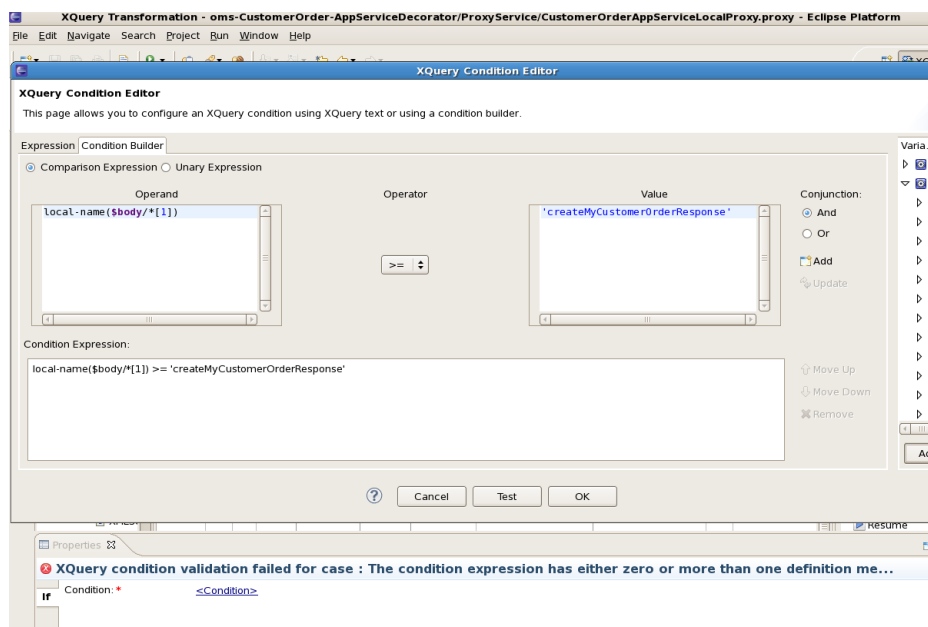 XQuery Transformation - oms-CustomerOrder-AppServiceDecorator/ProxyService/CustomerOrderAppServiceLocalProxy.proxy - Eclipse Platform
File Edit Navigate Search Project Run Window Help
XQuery Condition Editor
XQuery Condition Editor
This page allows you to configure an XQuery condition using XQuery text or using a condition builder.
Expression Condition Builder
Varia.
Comparison Expression Unary Expression
Operand Operator Value Conjunction:
local-name($body/*[1]) 'createMyCustomerOrderResponse'
And
Or
>=
Add
Update
Condition Expression:
local-name($body/*[1]) >= 'createMyCustomerOrderResponse'
Move Up
Move Down
Remove
Cancel Test OK
Resume
Properties
XQuery condition validation failed for case : The condition expression has either zero or more than one definition me...
If Condition: * <Condition>